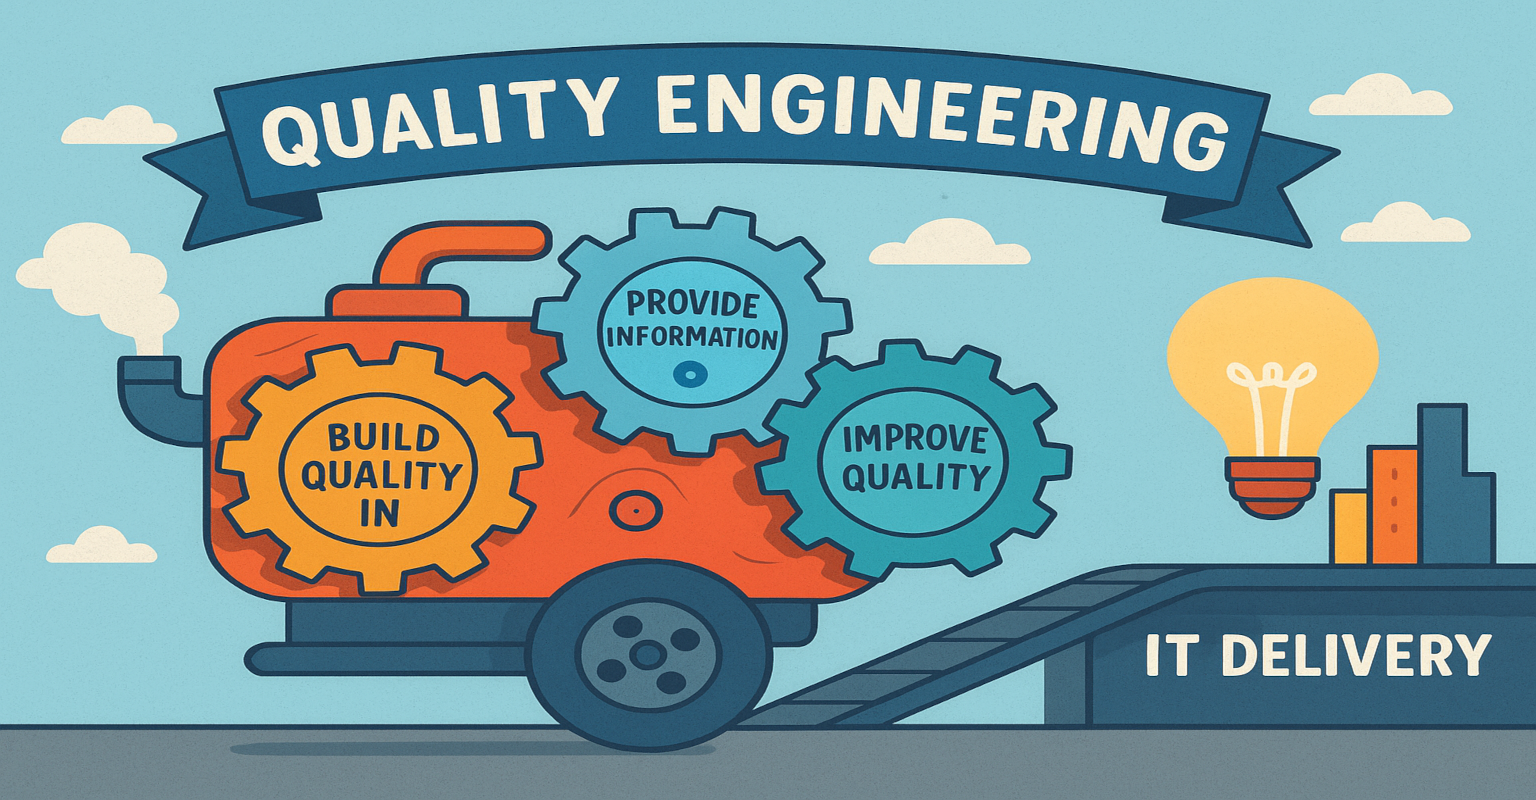 QUALITY ENGINEERING
PROVIDE
INFORMATION
BUILD
QUALITY
IN
IMPROVE
QUALITY
IT DELIVERY